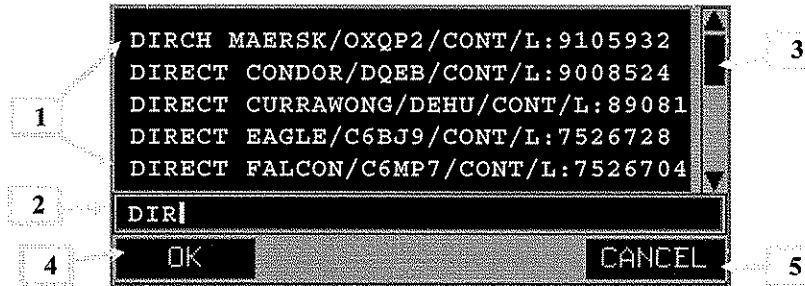 DIRCH MAERSK/OXQP2/CONT/L:9105932
DIRECT CONDOR/DQEB/CONT/L:9008524
DIRECT CURRAWONG/DEHU/CONT/L:89081
DIRECT EAGLE/C6BJ9/CONT/L:7526728
DIRECT FALCON/C6MP7/CONT/L:7526704
DIR
OK CANCEL
1
2
3
4
5